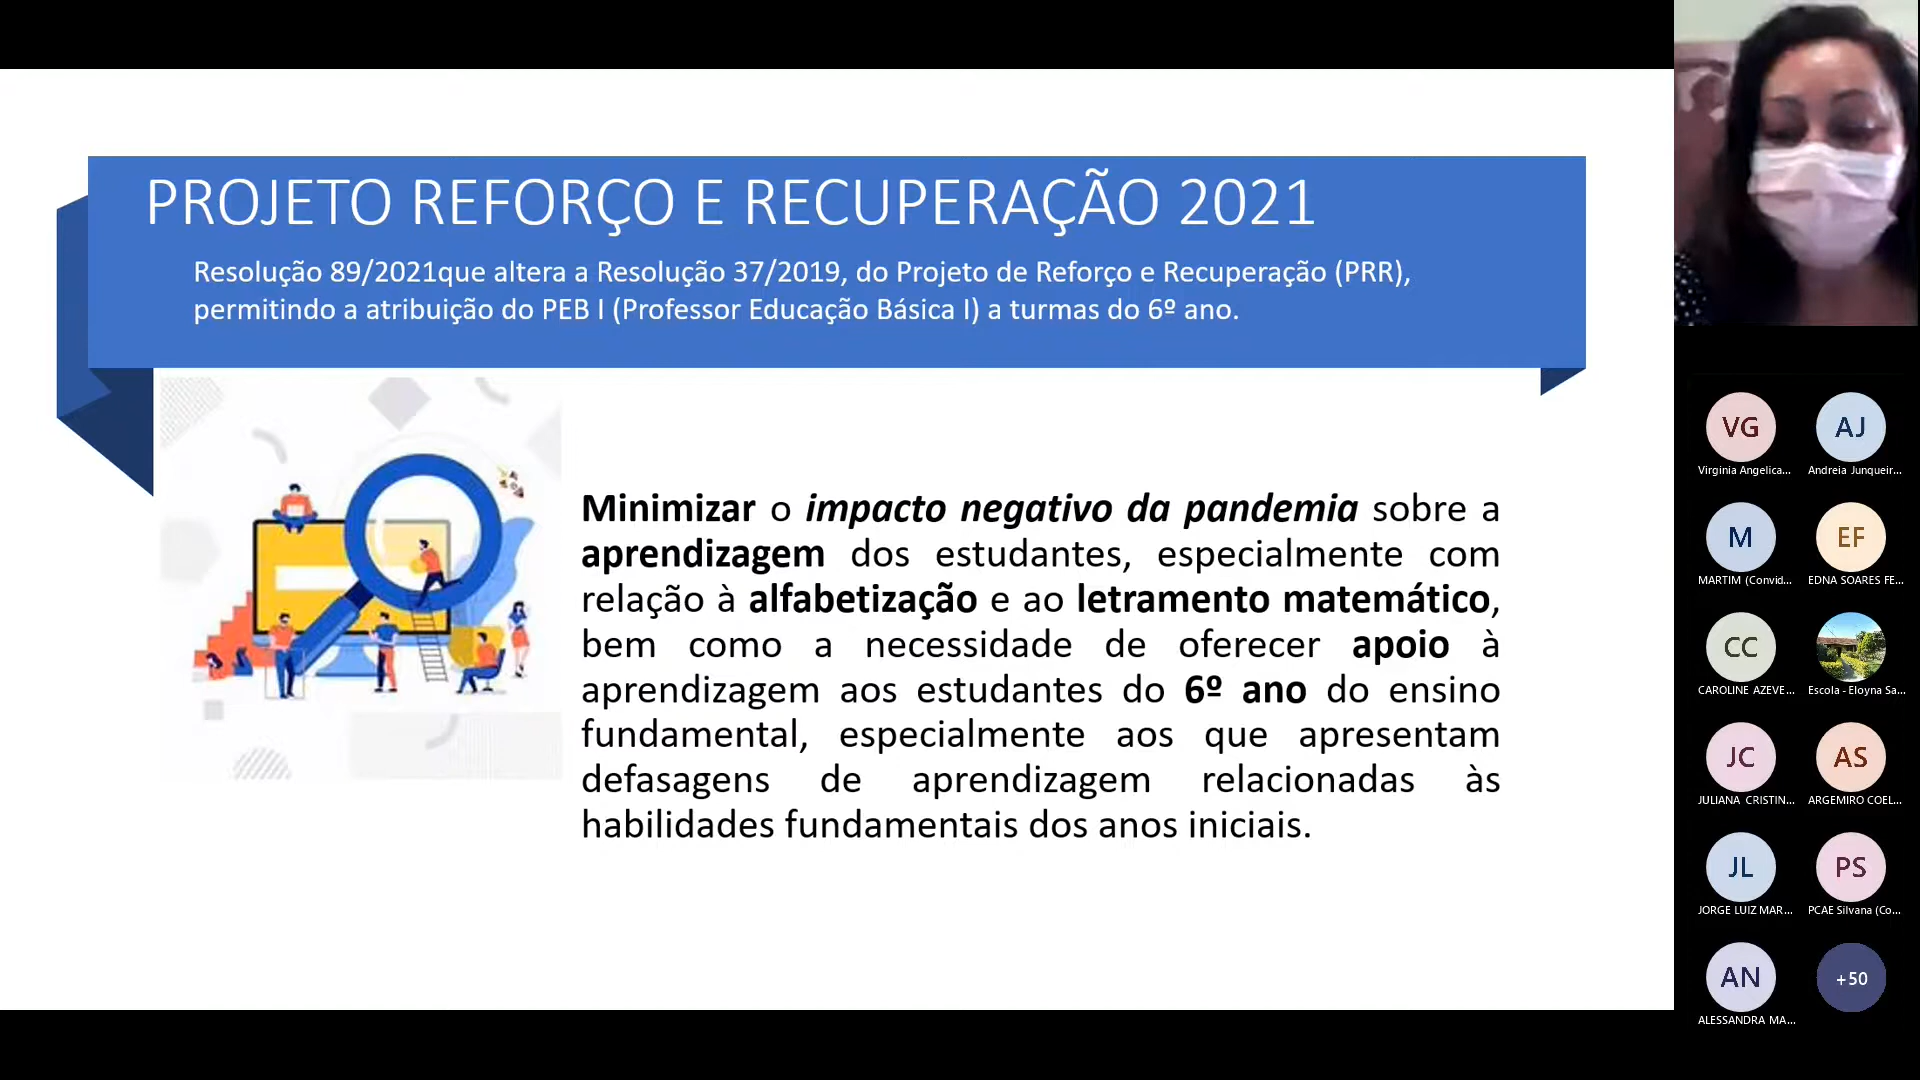 PROJETO REFORÇO E RECUPERAÇÃO 2021
Resolução 89/2021que altera a Resolução 37/2019, do Projeto de Reforço e Recuperação (PRR),
permitindo a atribuição do PEB I (Professor Educação Básica I) a turmas do 6º ano.
Minimizar o impacto negativo da pandemia sobre a
aprendizagem dos estudantes, especialmente com
relação à alfabetização e ao letramento matemático,
bem como a necessidade de oferecer apoio à
aprendizagem aos estudantes do 6º ano do ensino
fundamental, especialmente aos que apresentam
defasagens de aprendizagem relacionadas às
habilidades fundamentais dos anos iniciais.
VG
AJ
Virginia Angelica...
Andreia Junqueir...
M
EF
MARTIM (Convid...
EDNA SOARES FE...
CC
CAROLINE AZEVE...
Escola - Eloyna Sa...
JC
AS
JULIANA CRISTIN...
ARGEMIRO COEL...
JL
PS
JORGE LUIZ MAR...
PCAE Silvana (Co...
AN
+50
ALESSANDRA MA...